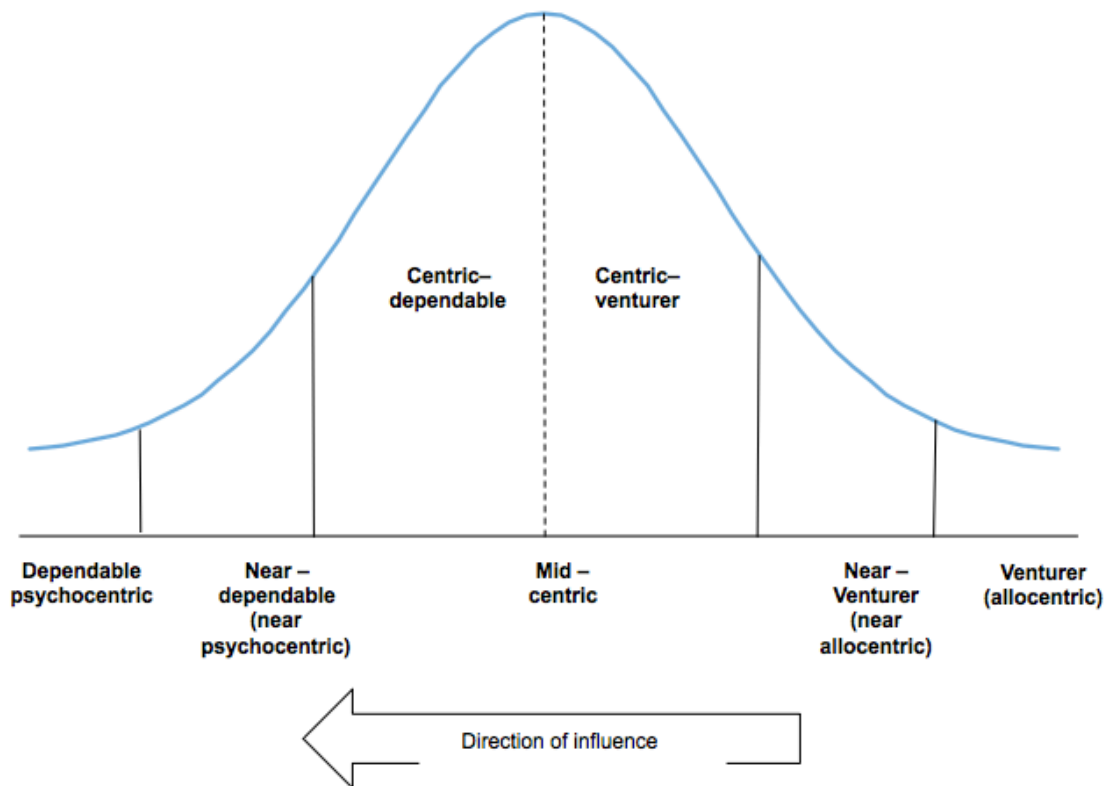 Centric–
dependable
Centric–
venturer
Dependable
psychocentric
Near –
dependable
(near
psychocentric)
Mid –
centric
Near –
Venturer
(near
allocentric)
Venturer
(allocentric)
Direction of influence